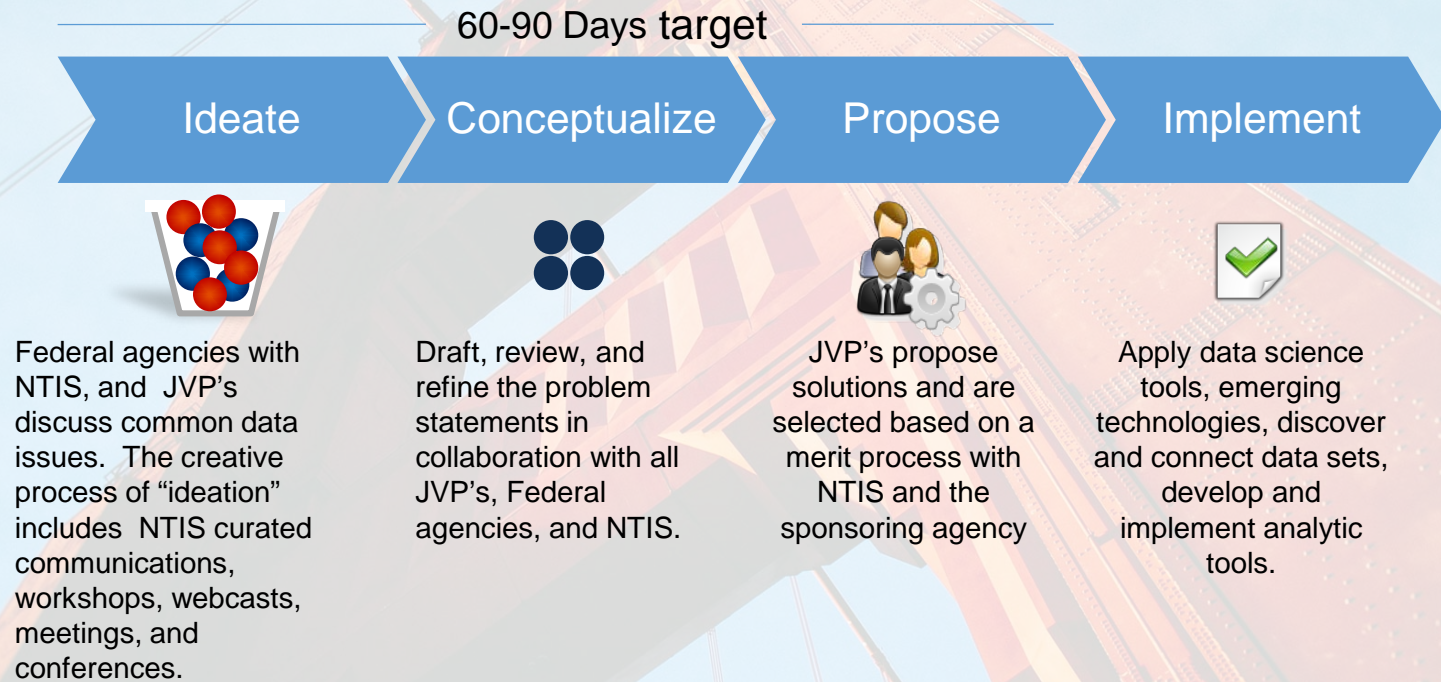 60-90 Days target
Ideate
Conceptualize
Propose
Implement
Federal agencies with
NTIS, and JVP's
discuss common data
issues. The creative
process of “ideation”
includes NTIS curated
communications,
workshops, webcasts,
meetings, and
conferences.
Draft, review, and
refine the problem
statements in
collaboration with all
JVP's, Federal
agencies, and NTIS.
JVP's propose
solutions and are
selected based on a
merit process with
NTIS and the
sponsoring agency
Apply data science
tools, emerging
technologies, discover
and connect data sets,
develop and
implement analytic
tools.